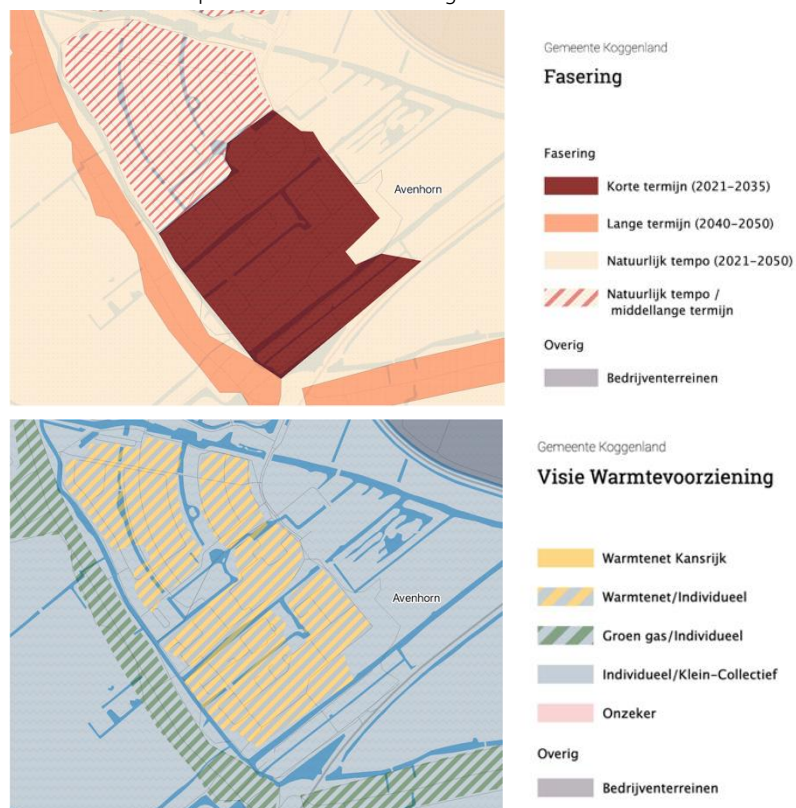 Gemeente Koggenland
Fasering
Fasering
Korte termijn (2021-2035)
Lange termijn (2040-2050)
Natuurlijk tempo (2021-2050)
Natuurlijk tempo /
middellange termijn
Overig
Bedrijventerreinen
Avenhorn
Gemeente Koggenland
Visie Warmtevoorziening
Warmtenet Kansrijk
Warmtenet/Individueel
Groen gas/Individueel
Individueel/Klein-Collectief
Onzeker
Overig
Bedrijventerreinen
Avenhorn